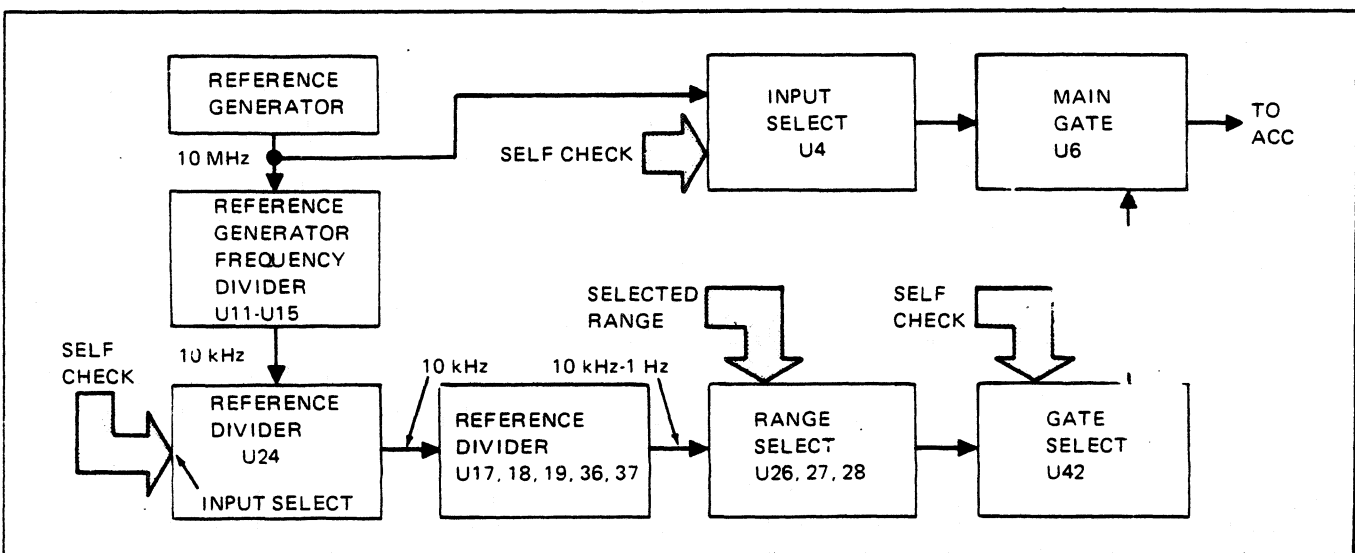 REFERENCE
GENERATOR
10 MHz
REFERENCE
GENERATOR
FREQUENCY
DIVIDER
U11-U15
10 kHz
SELF CHECK
INPUT
SELECT
U4
MAIN
GATE
U6
TO
ACC
SELF
CHECK
REFERENCE
DIVIDER
U24
INPUT SELECT
10 kHz
REFERENCE
DIVIDER
U17, 18, 19, 36, 37
10 kHz-1 Hz
SELECTED
RANGE
RANGE
SELECT
U26, 27, 28
SELF
CHECK
GATE
SELECT
U42